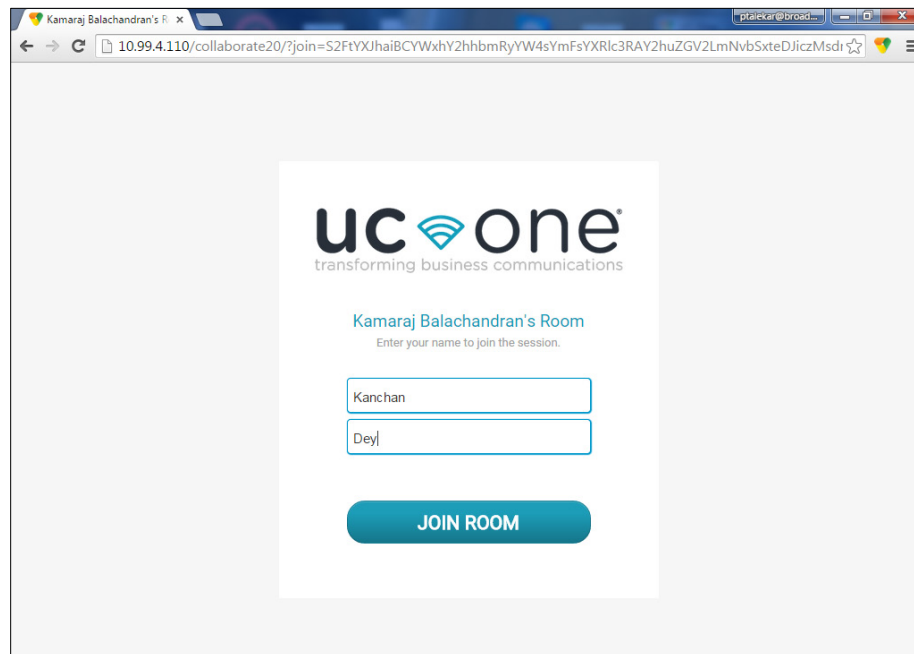 Kamaraj Balachandran's R
ptalekar@broad...
10.99.4.110/collaborate20/?join=S2FtYXJhaiBCYWxhY2hhbmRyYW4sYmFsYXRlc3RAY2huZGV2LmNvbSxteDJiczMsdr
uc one®
transforming business communications
Kamaraj Balachandran's Room
Enter your name to join the session.
Kanchan
Dey
JOIN ROOM